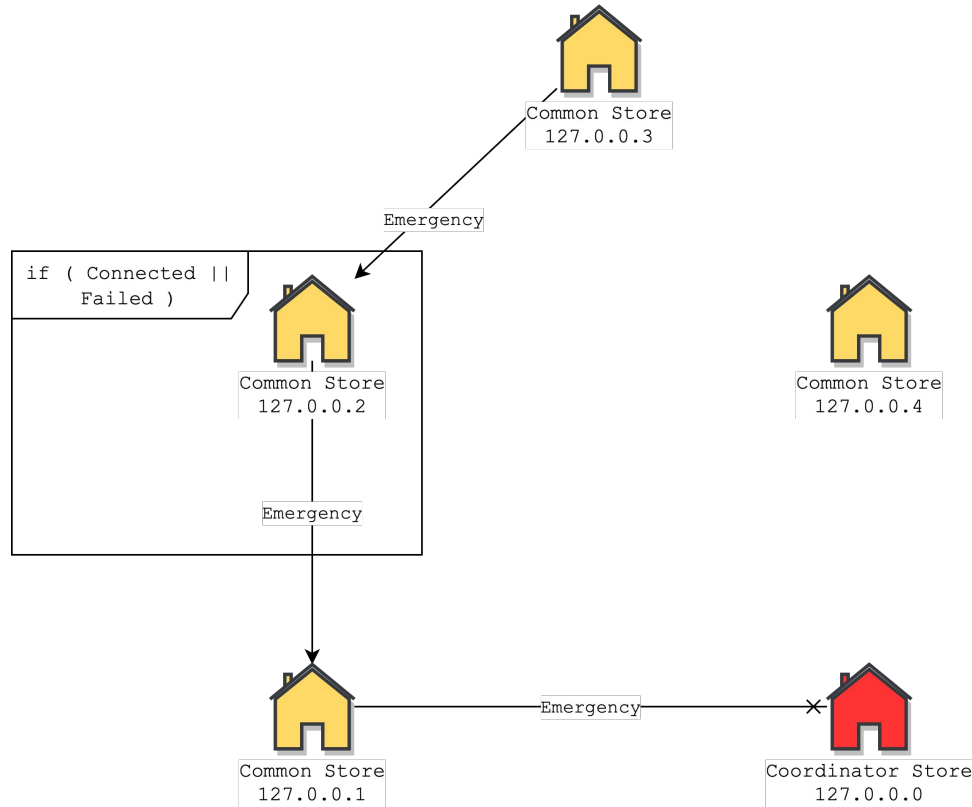 Common Store
127.0.0.3
Emergency
if ( Connected ||
Failed )
Common Store
127.0.0.2
Common Store
127.0.0.4
Emergency
Emergency
Common Store
127.0.0.1
Coordinator Store
127.0.0.0